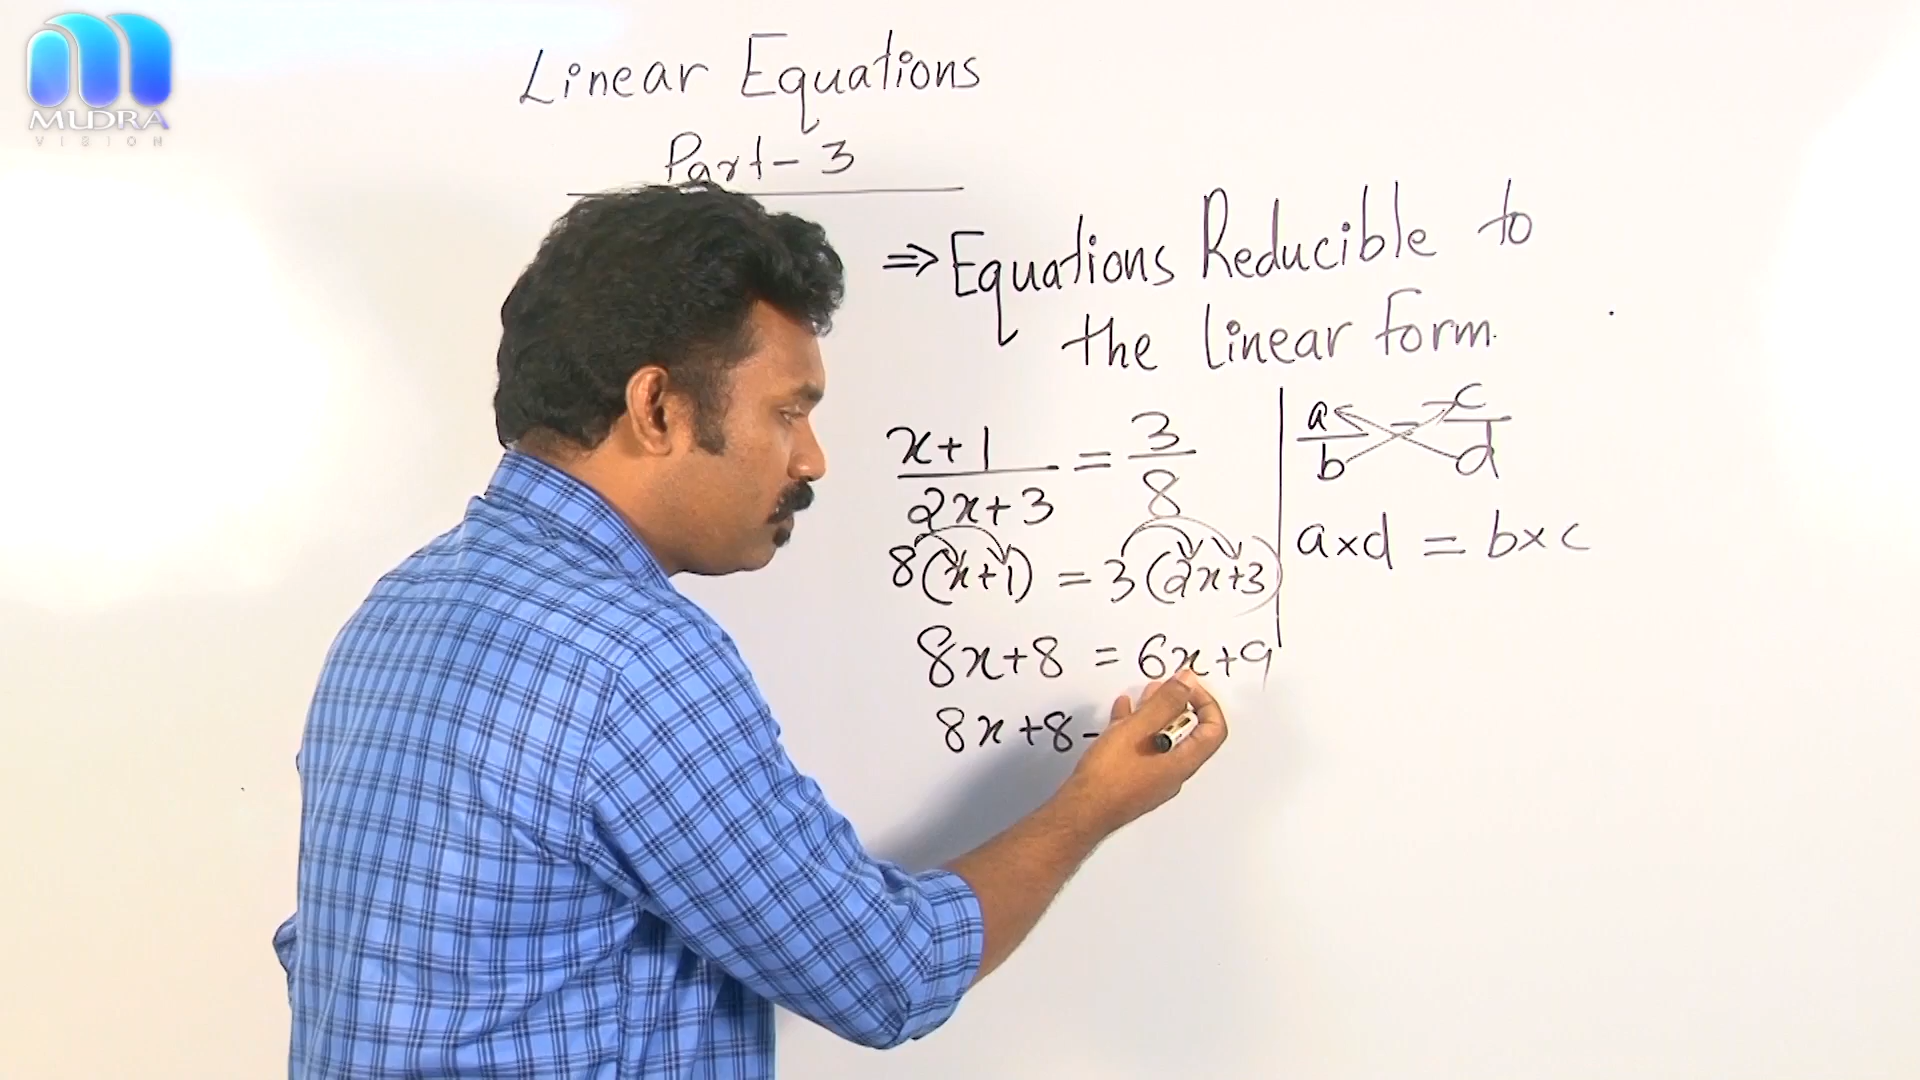 MUDRA
VISION
Linear Equations
Part-3
⇒ Equations Reducible to
the linear form.
x+1/2x+3 = 3/8
8(x+1) = 3(2x+3)
8x+8 = 6x+9
8x+8-
a/b = c/d
a×d = b×c